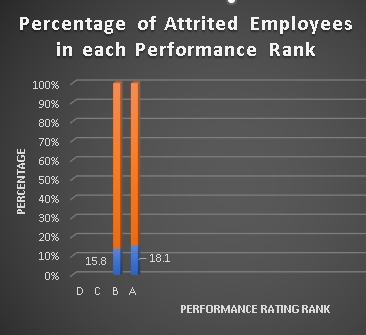 Percentage of Attrited Employees
in each Performance Rank
100%
90%
80%
70%
60%
50%
40%
30%
20%
10%
0%
PERCENTAGE
15.8
18.1
D C B A
PERFORMANCE RATING RANK